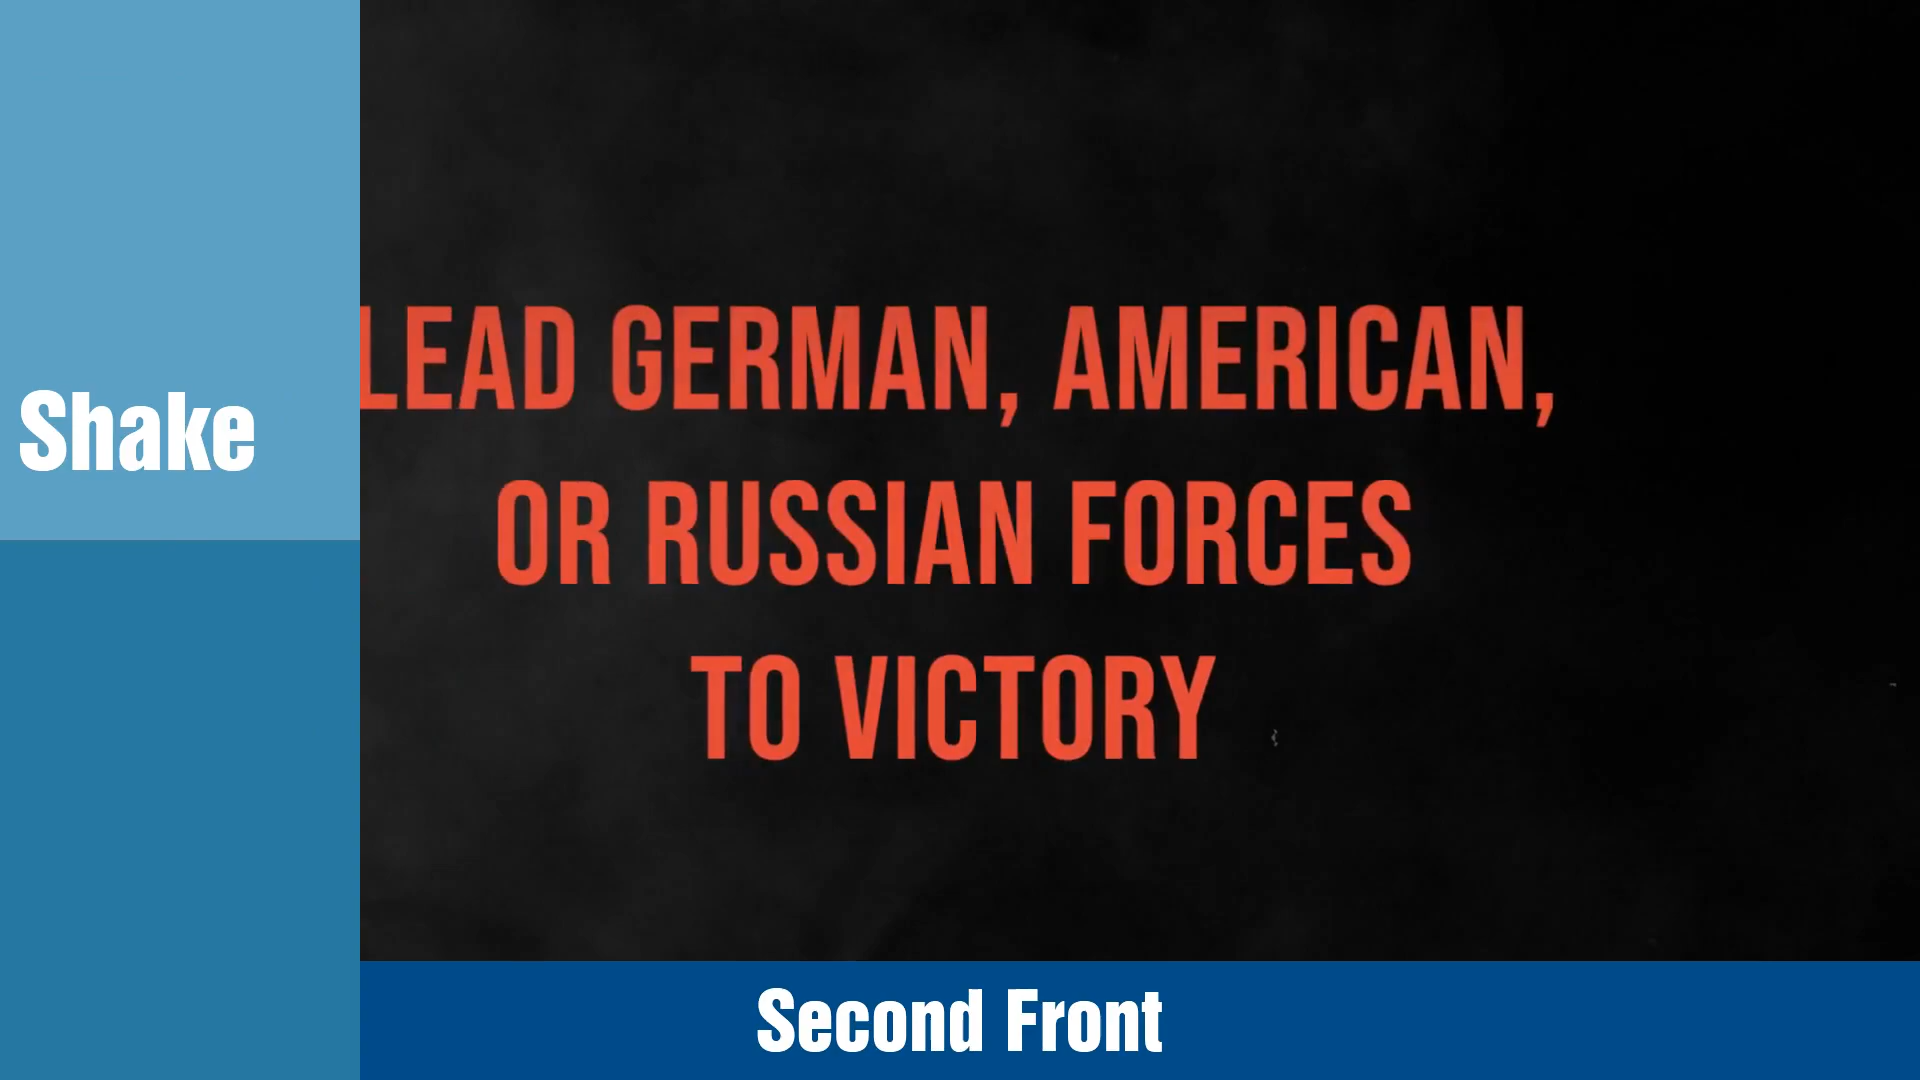 Shake
LEAD GERMAN, AMERICAN,
OR RUSSIAN FORCES
TO VICTORY
Second Front